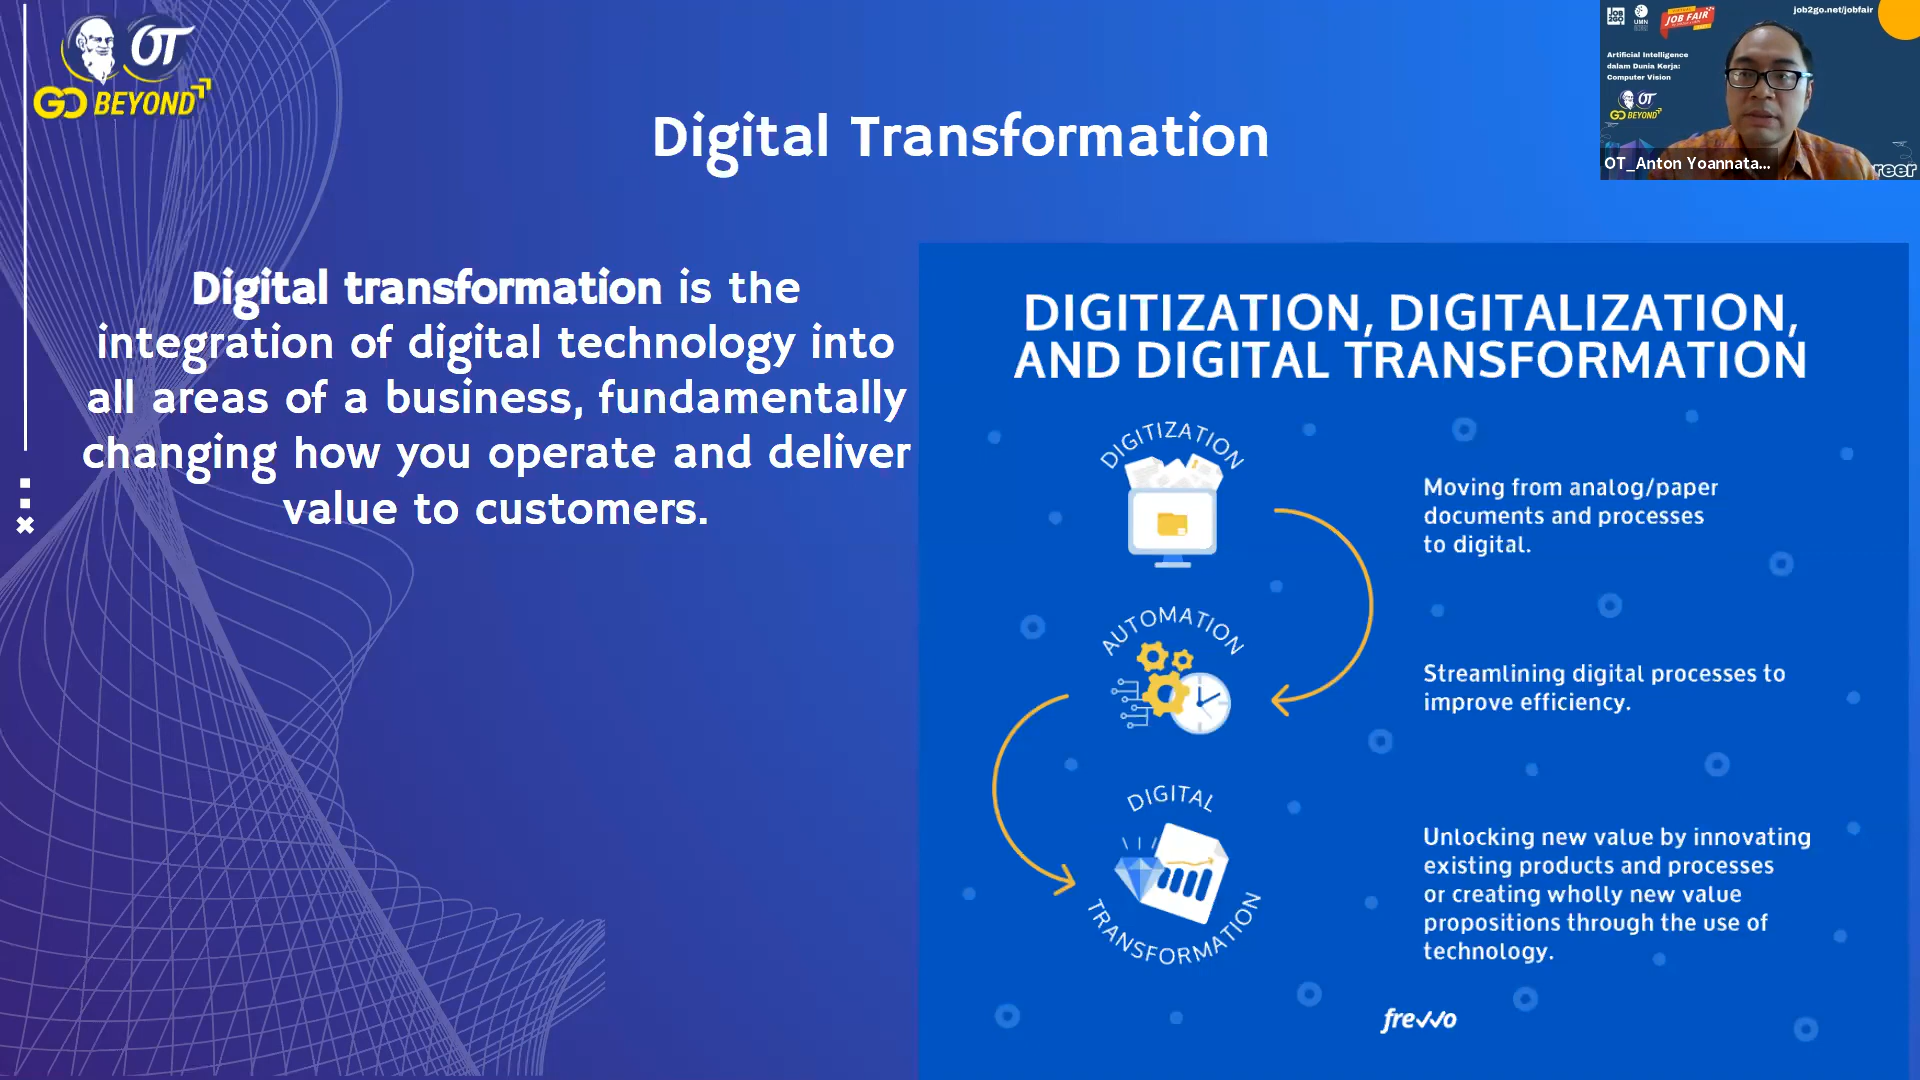 OT
GO BEYOND
Digital Transformation
Digital transformation is the
integration of digital technology into
all areas of a business, fundamentally
changing how you operate and deliver
value to customers.
DIGITIZATION, DIGITALIZATION,
AND DIGITAL TRANSFORMATION
DIGITIZATION
Moving from analog/paper
documents and processes
to digital.
AUTOMATION
Streamlining digital processes to
improve efficiency.
DIGITAL
TRANSFORMATION
Unlocking new value by innovating
existing products and processes
or creating wholly new value
propositions through the use of
technology.
frevvo
JOB2GO
UMN
JOB FAIR
job2go.net/jobfair
Artificial Intelligence
dalam Dunia Kerja:
Computer Vision
OT
GO BEYOND
OT_Anton Yoannata...
reer